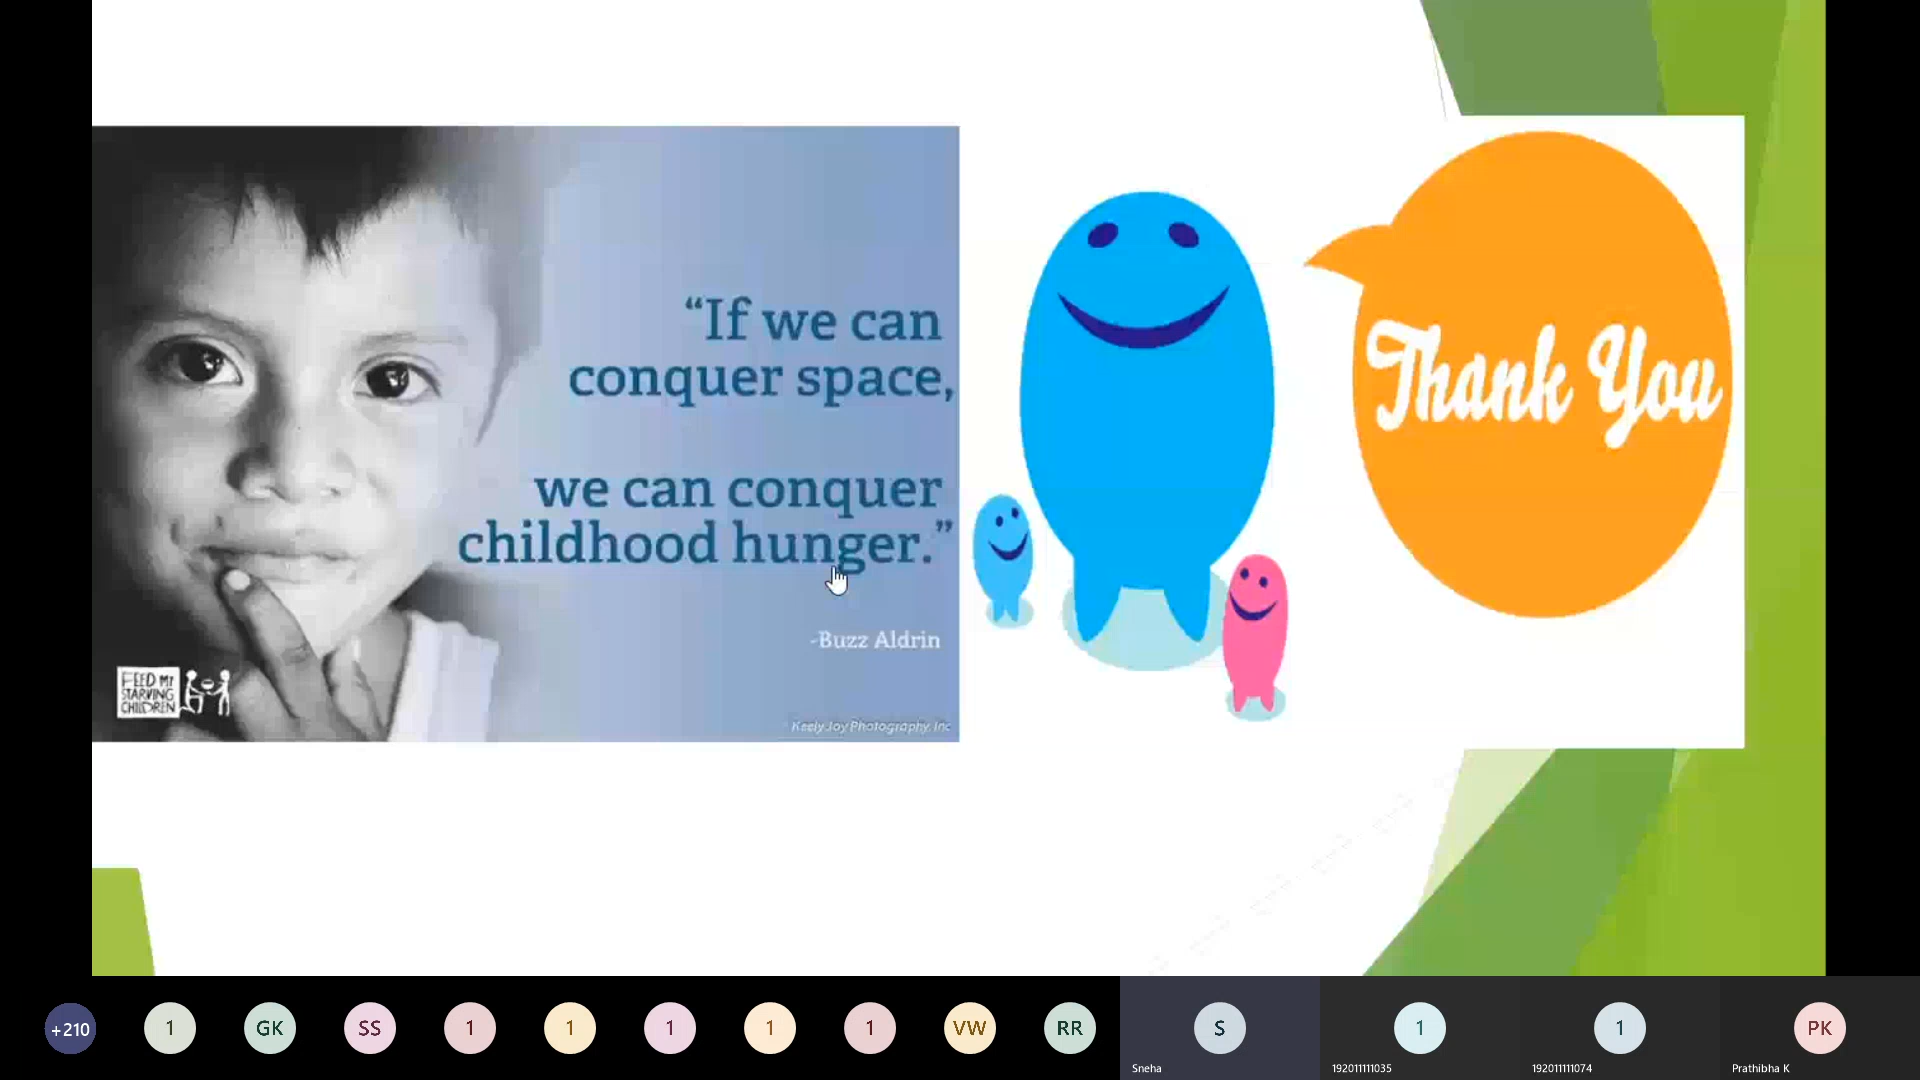 “If we can
conquer space,
we can conquer
childhood hunger.”
-Buzz Aldrin
FEED MY
STARVING
CHILDREN
Keely Joy Photography, Inc
Thank You
+210
1
GK
SS
1
1
1
1
1
VW
RR
S
Sneha
1
192011111035
1
192011111074
PK
Prathibha K